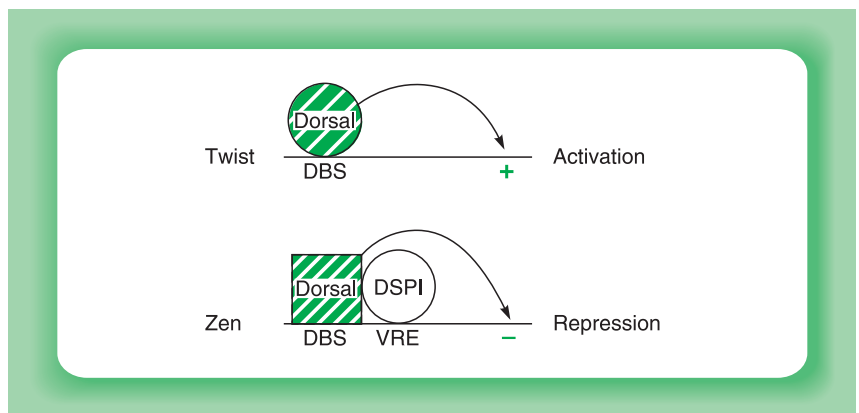 Dorsal
Twist
DBS
+
Activation
Dorsal
DSPI
Zen
DBS
VRE
–
Repression